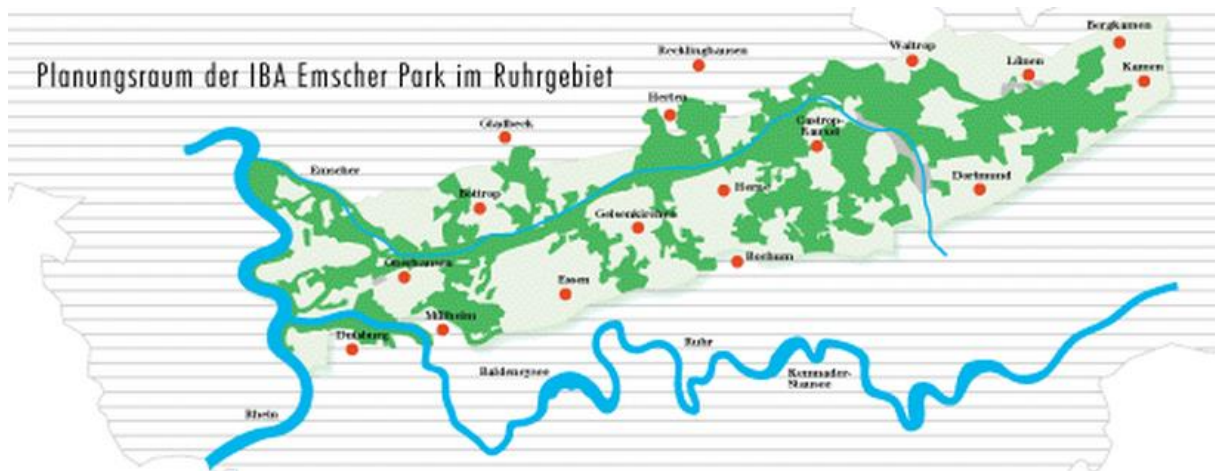 Planungsraum der IBA Emscher Park im Ruhrgebiet
Bergkamen
Waltrop
Recklinghausen
Lünen
Kamen
Herten
Gladbeck
Castrop-
Rauxel
Emscher
Dortmund
Bottrop
Herne
Gelsenkirchen
Bochum
Oberhausen
Essen
Mülheim
Duisburg
Ruhr
Baldeneysee
Kemnader-
Stausee
Rhein